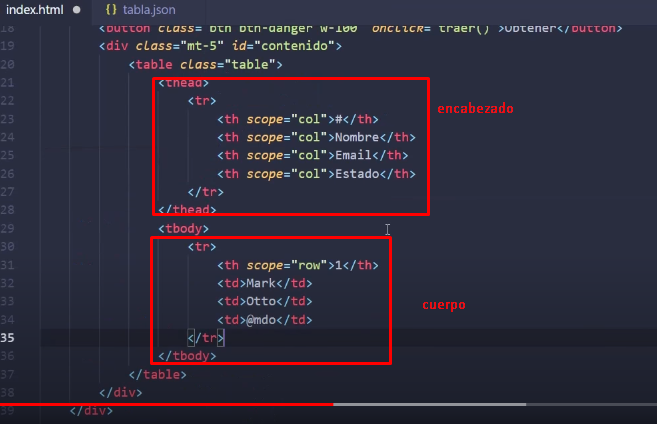 index.html
{} tabla.json
18 <button class="btn btn-danger w-100" onclick="traer()">Obtener</button>
19 <div class="mt-5" id="contenido">
20 <table class="table">
21 <thead>
22 <tr>
23 <th scope="col">#</th>
24 <th scope="col">Nombre</th>
25 <th scope="col">Email</th>
26 <th scope="col">Estado</th>
27 </tr>
28 </thead>
encabezado
29 <tbody>
30 <tr>
31 <th scope="row">1</th>
32 <td>Mark</td>
33 <td>Otto</td>
34 <td>@mdo</td>
35 </tr>
36 </tbody>
cuerpo
37 </table>
38 </div>
39 </div>